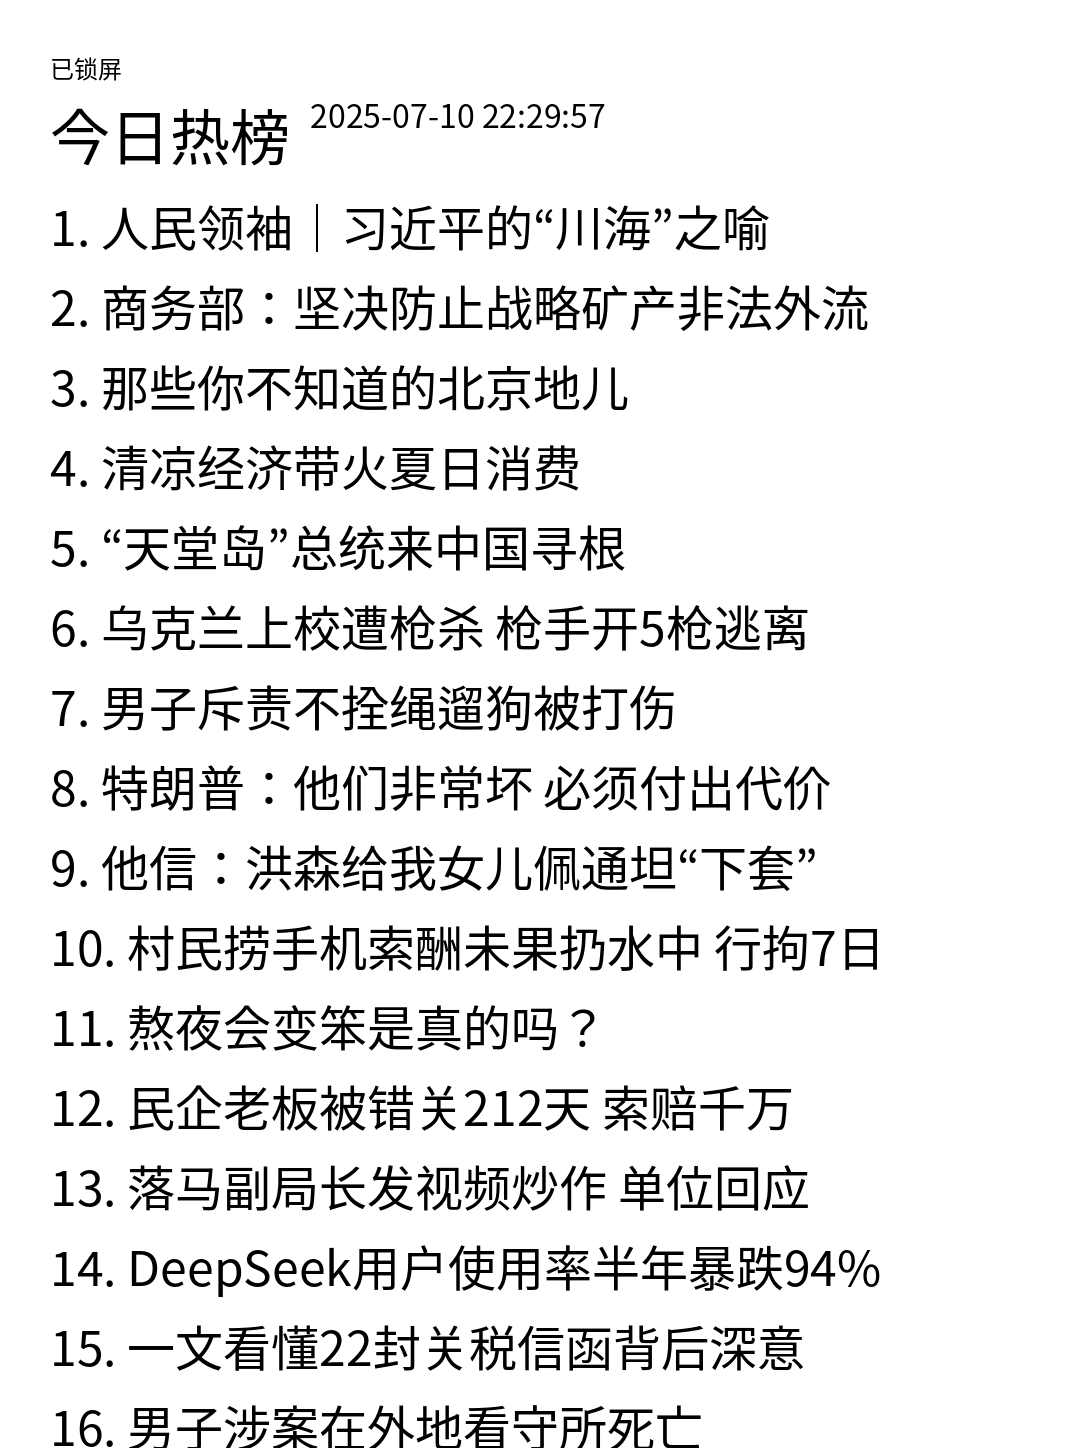 已锁屏
今日热榜 2025-07-10 22:29:57
1. 人民领袖｜习近平的“川海”之喻
2. 商务部：坚决防止战略矿产非法外流
3. 那些你不知道的北京地儿
4. 清凉经济带火夏日消费
5. “天堂岛”总统来中国寻根
6. 乌克兰上校遭枪杀 枪手开5枪逃离
7. 男子斥责不拴绳遛狗被打伤
8. 特朗普：他们非常坏 必须付出代价
9. 他信：洪森给我女儿佩通坦“下套”
10. 村民捞手机索酬未果扔水中 行拘7日
11. 熬夜会变笨是真的吗？
12. 民企老板被错关212天 索赔千万
13. 落马副局长发视频炒作 单位回应
14. DeepSeek用户使用率半年暴跌94%
15. 一文看懂22封关税信函背后深意
16. 男子涉案在外地看守所死亡